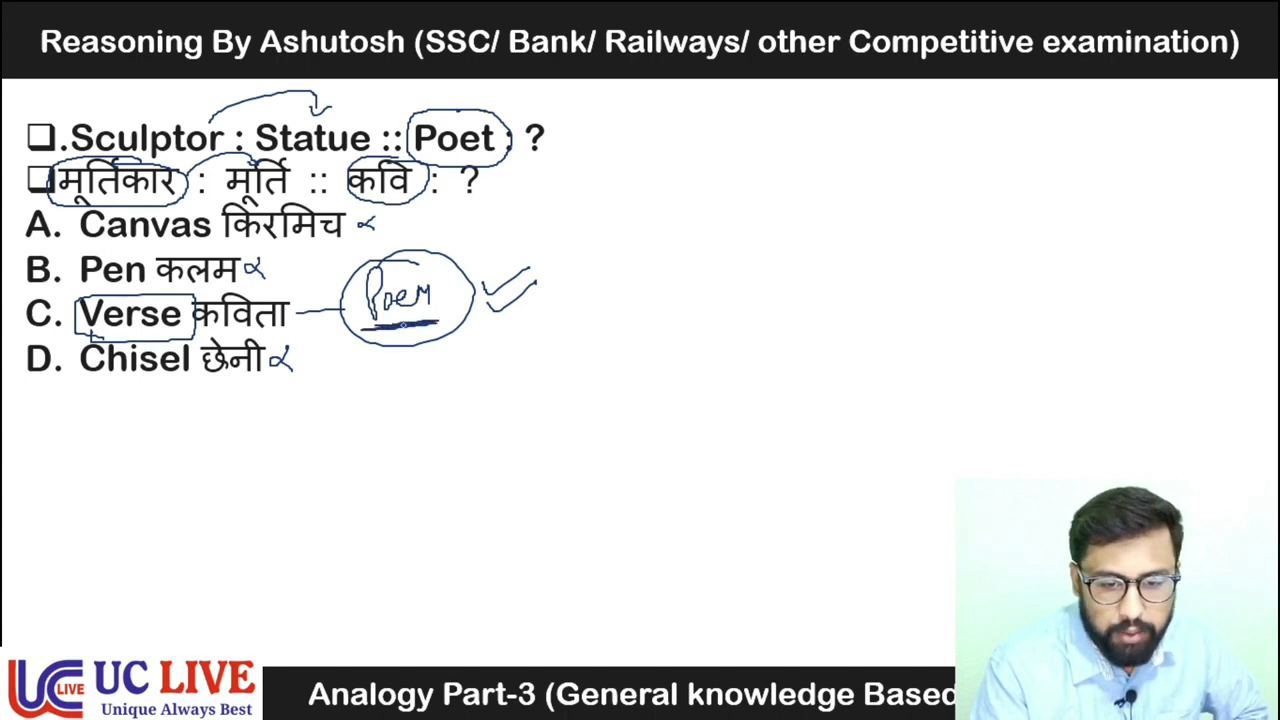 Reasoning By Ashutosh (SSC/ Bank/ Railways/ other Competitive examination)
❑.Sculptor : Statue :: Poet : ?
❑मूर्तिकार : मूर्ति :: कवि : ?
A. Canvas किरमिच
B. Pen कलम
Poem
C. Verse कविता
D. Chisel छेनी
UC LIVE
LIVE
Unique Always Best
Analogy Part-3 (General knowledge Based